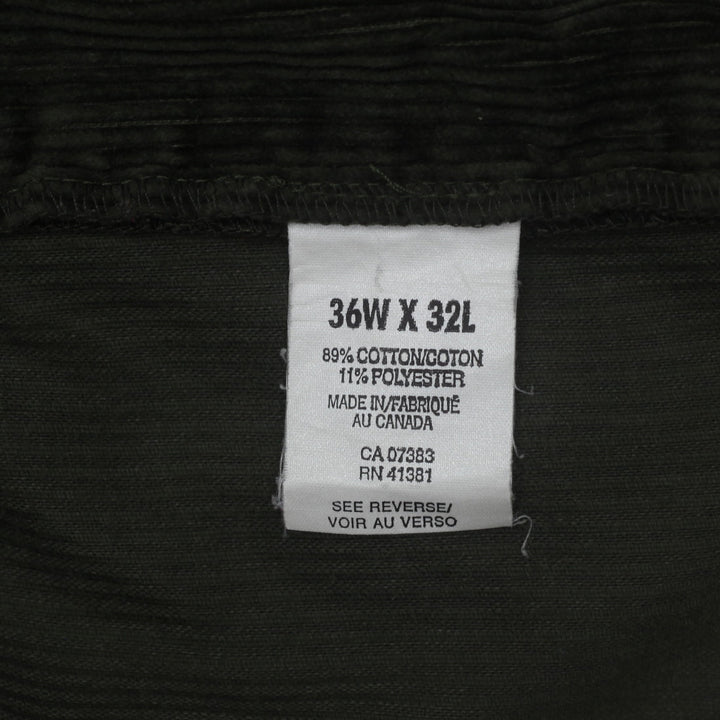 36W X 32L
89% COTTON/COTON
11% POLYESTER
MADE IN/FABRIQUÉ
AU CANADA
CA 07383
RN 41381
SEE REVERSE/
VOIR AU VERSO